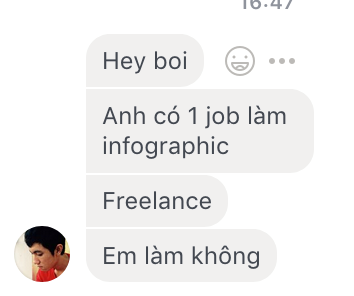 16:47
Hey boi
Anh có 1 job làm
infographic
Freelance
Em làm không